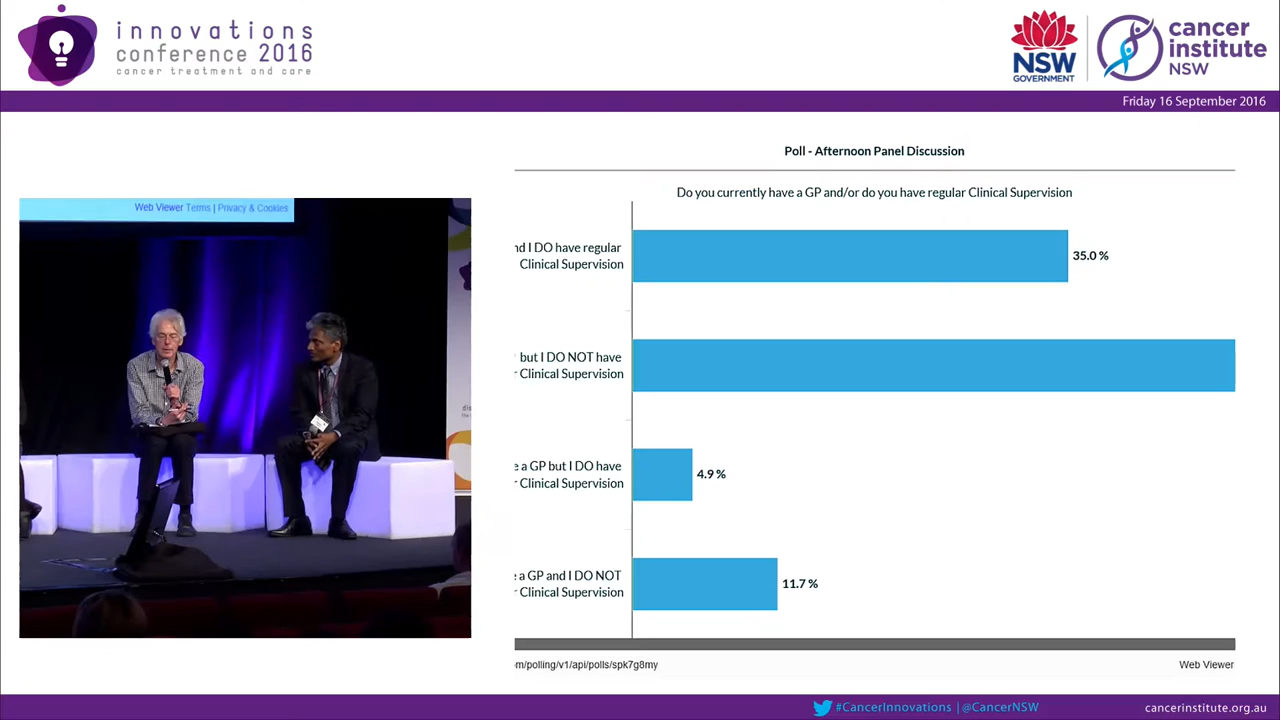 innovations
conference 2016
cancer treatment and care
NSW
GOVERNMENT
cancer
institute
NSW
Friday 16 September 2016
Poll - Afternoon Panel Discussion
Do you currently have a GP and/or do you have regular Clinical Supervision
Web Viewer Terms | Privacy & Cookies
I DO have regular
Clinical Supervision
35.0 %
but I DO NOT have
Clinical Supervision
a GP but I DO have
Clinical Supervision
4.9 %
a GP and I DO NOT
Clinical Supervision
11.7 %
/polling/v1/api/polls/spk7g8my
Web Viewer
#CancerInnovations | @CancerNSW
cancerinstitute.org.au